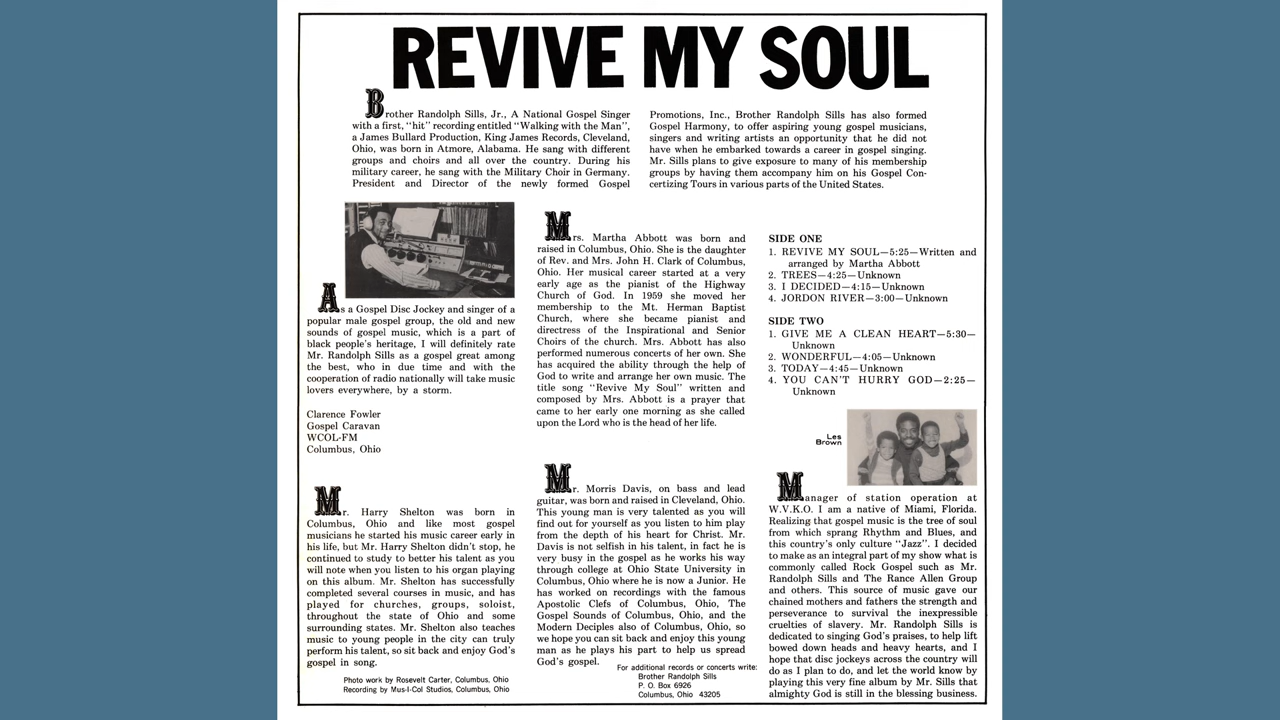 REVIVE MY SOUL
Brother Randolph Sills, Jr., A National Gospel Singer
with a first, "hit" recording entitled "Walking with the Man",
a James Bullard Production, King James Records, Cleveland,
Ohio, was born in Atmore, Alabama. He sang with different
groups and choirs and all over the country. During his
military career, he sang with the Military Choir in Germany.
President and Director of the newly formed Gospel
Promotions, Inc., Brother Randolph Sills has also formed
Gospel Harmony, to offer aspiring young gospel musicians,
singers and writing artists an opportunity that he did not
have when he embarked towards a career in gospel singing.
Mr. Sills plans to give exposure to many of his membership
groups by having them accompany him on his Gospel Con-
certizing Tours in various parts of the United States.
As a Gospel Disc Jockey and singer of a
popular male gospel group, the old and new
sounds of gospel music, which is a part of
black people's heritage, I will definitely rate
Mr. Randolph Sills as a gospel great among
the best, who in due time and with the
cooperation of radio nationally will take music
lovers everywhere, by a storm.
Clarence Fowler
Gospel Caravan
WCOL-FM
Columbus, Ohio
Mr. Harry Shelton was born in
Columbus, Ohio and like most gospel
musicians he started his music career early in
his life, but Mr. Harry Shelton didn't stop, he
continued to study to better his talent as you
will note when you listen to his organ playing
on this album. Mr. Shelton has successfully
completed several courses in music, and has
played for churches, groups, soloist,
throughout the state of Ohio and some
surrounding states. Mr. Shelton also teaches
music to young people in the city can truly
perform his talent, so sit back and enjoy God's
gospel in song.
Photo work by Rosevelt Carter, Columbus, Ohio
Recording by Mus-I-Col Studios, Columbus, Ohio
Mrs. Martha Abbott was born and
raised in Columbus, Ohio. She is the daughter
of Rev. and Mrs. John H. Clark of Columbus,
Ohio. Her musical career started at a very
early age as the pianist of the Highway
Church of God. In 1959 she moved her
membership to the Mt. Herman Baptist
Church, where she became pianist and
directress of the Inspirational and Senior
Choirs of the church. Mrs. Abbott has also
performed numerous concerts of her own. She
has acquired the ability through the help of
God to write and arrange her own music. The
title song "Revive My Soul" written and
composed by Mrs. Abbott is a prayer that
came to her early one morning as she called
upon the Lord who is the head of her life.
Mr. Morris Davis, on bass and lead
guitar, was born and raised in Cleveland, Ohio.
This young man is very talented as you will
find out for yourself as you listen to him play
from the depth of his heart for Christ. Mr.
Davis is not selfish in his talent, in fact he is
very busy in the gospel as he works his way
through college at Ohio State University in
Columbus, Ohio where he is now a Junior. He
has worked on recordings with the famous
Apostolic Clefs of Columbus, Ohio, The
Gospel Sounds of Columbus, Ohio, and the
Modern Deciples also of Columbus, Ohio, so
we hope you can sit back and enjoy this young
man as he plays his part to help us spread
God's gospel.
For additional records or concerts write:
Brother Randolph Sills
P. O. Box 6926
Columbus, Ohio 43205
SIDE ONE
1. REVIVE MY SOUL—5:25—Written and
arranged by Martha Abbott
2. TREES—4:25—Unknown
3. I DECIDED—4:15—Unknown
4. JORDON RIVER—3:00—Unknown
SIDE TWO
1. GIVE ME A CLEAN HEART—5:30—
Unknown
2. WONDERFUL—4:05—Unknown
3. TODAY—4:45—Unknown
4. YOU CAN'T HURRY GOD—2:25—
Unknown
Les
Brown
Manager of station operation at
W.V.K.O. I am a native of Miami, Florida.
Realizing that gospel music is the tree of soul
from which sprang Rhythm and Blues, and
this country's only culture "Jazz". I decided
to make as an integral part of my show what is
commonly called Rock Gospel such as Mr.
Randolph Sills and The Rance Allen Group
and others. This source of music gave our
chained mothers and fathers the strength and
perseverance to survival the inexpressible
cruelties of slavery. Mr. Randolph Sills is
dedicated to singing God's praises, to help lift
bowed down heads and heavy hearts, and I
hope that disc jockeys across the country will
do as I plan to do, and let the world know by
playing this very fine album by Mr. Sills that
almighty God is still in the blessing business.